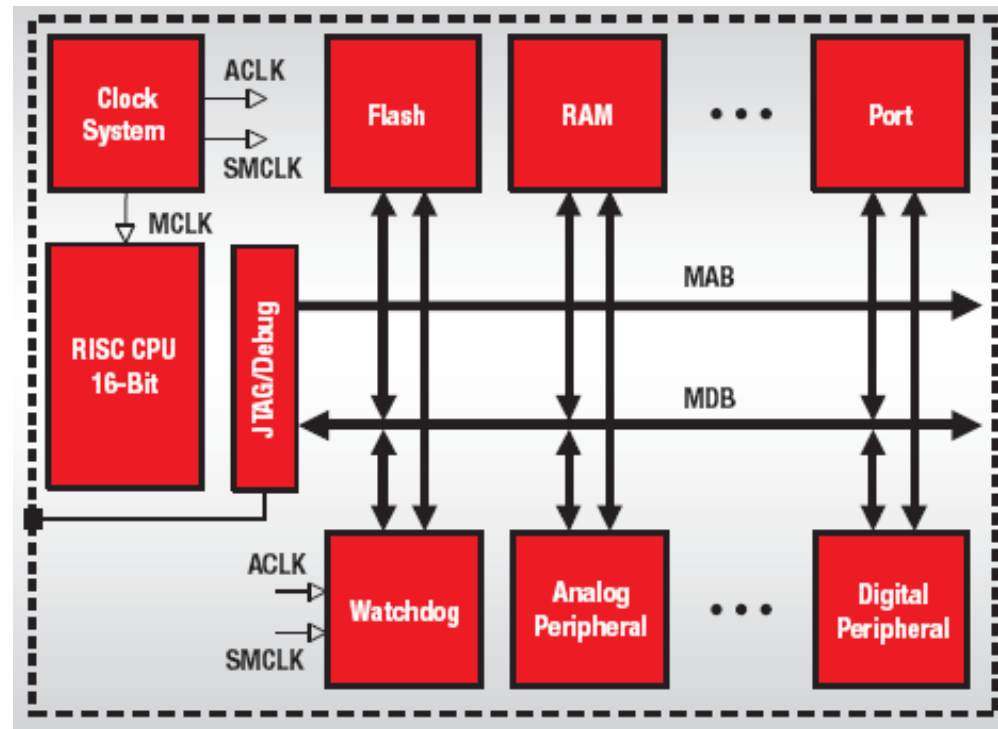 Clock
System
ACLK
SMCLK
MCLK
Flash
RAM
Port
RISC CPU
16-Bit
JTAG/Debug
MAB
MDB
ACLK
SMCLK
Watchdog
Analog
Peripheral
Digital
Peripheral